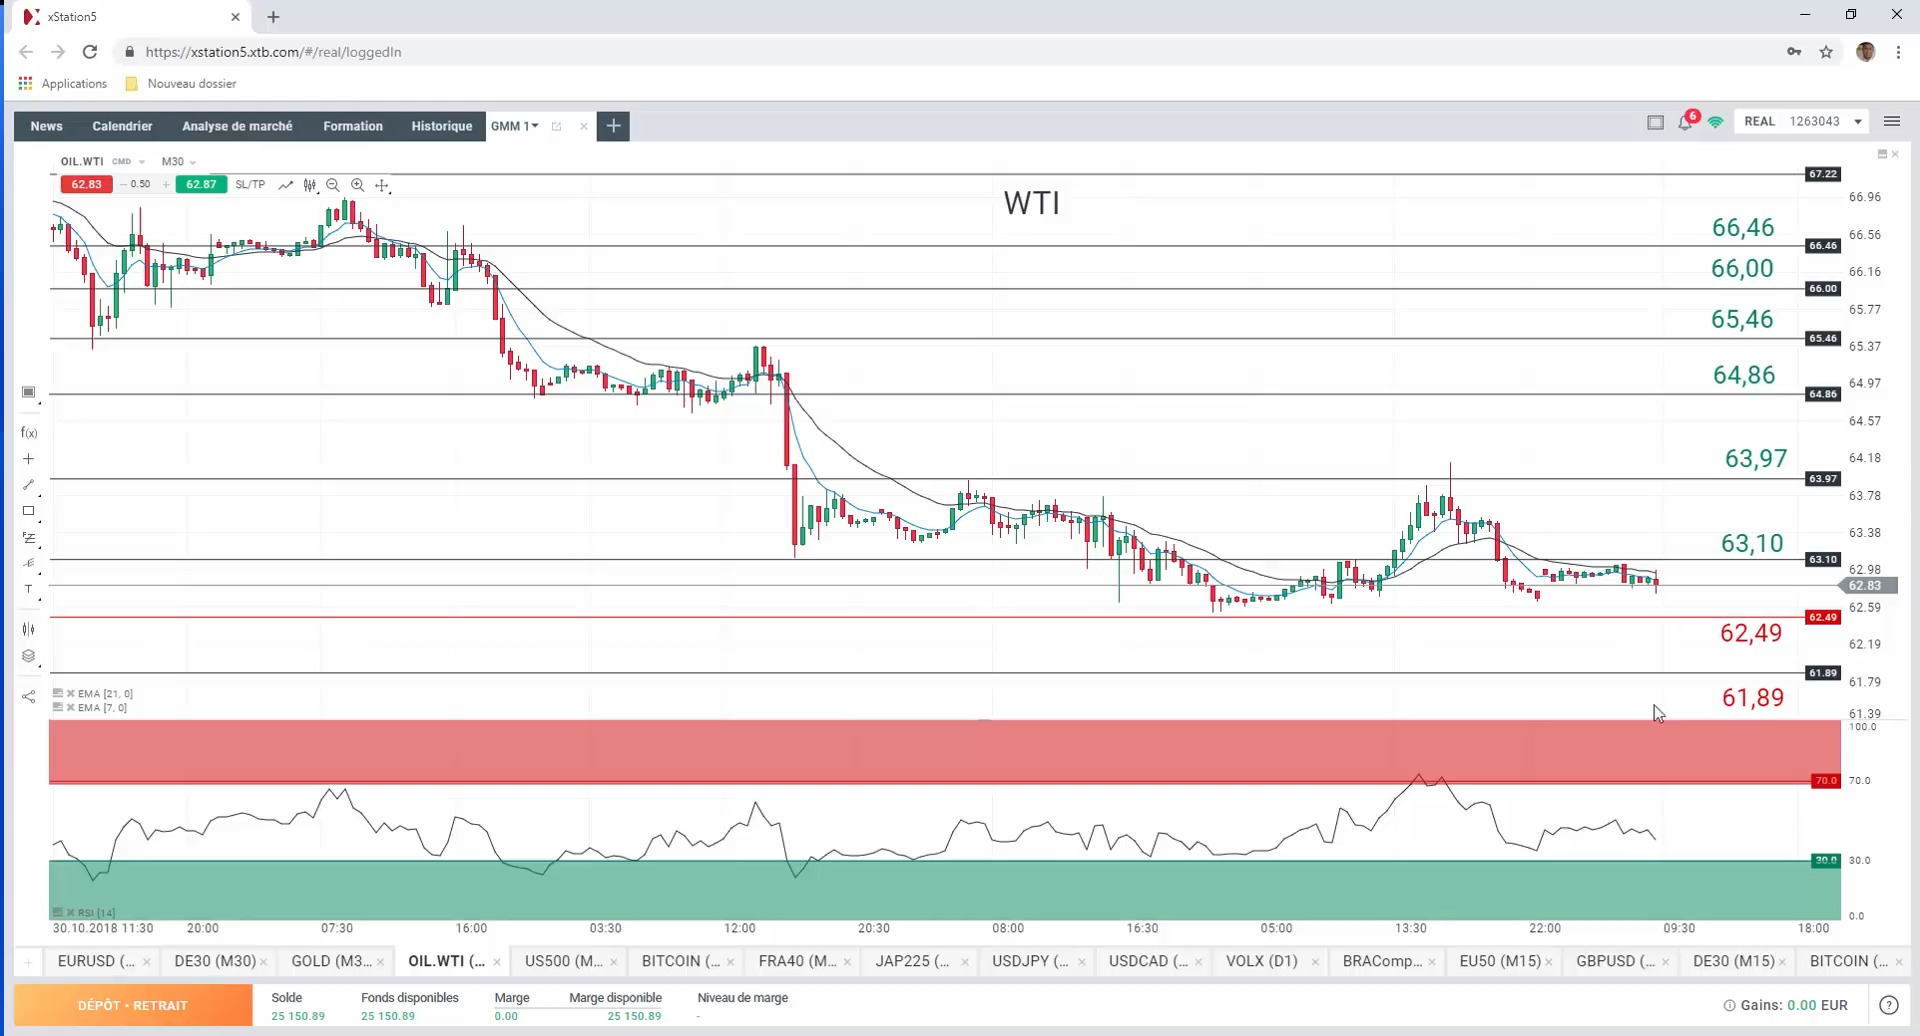 xStation5
https://xstation5.xtb.com/#/real/loggedIn
Applications Nouveau dossier
News Calendrier Analyse de marché Formation Historique GMM 1 6 REAL 1263043
OIL.WTI CMD M30
62.83 0.50 62.87 SL/TP
WTI
67.22
66.96
66,46
66.56
66.46
66,00
66.16
66.00
65.77
65,46
65.46
65.37
64,86
64.97
64.86
64.57
63,97
64.18
63.97
63.78
63.38
63,10
63.10
62.98
62.83
62.59
62.49
62,49
62.19
61.89
61.79
61,89
61.39
f(x)
T
EMA [21, 0]
EMA [7, 0]
100.0
70.0 70.0
30.0 30.0
RSI [14]
0.0
30.10.2018 11:30 20:00 07:30 16:00 03:30 12:00 20:30 08:00 16:30 05:00 13:30 22:00 09:30 18:00
EURUSD (... DE30 (M30) GOLD (M3... OIL.WTI (... US500 (M... BITCOIN (... FRA40 (M... JAP225 (... USDJPY (... USDCAD (... VOLX (D1) BRAComp... EU50 (M15) GBPUSD (... DE30 (M15) BITCOIN (...
DÉPÔT • RETRAIT
Solde Fonds disponibles Marge Marge disponible Niveau de marge
25 150.89 25 150.89 0.00 25 150.89 -
Gains: 0.00 EUR